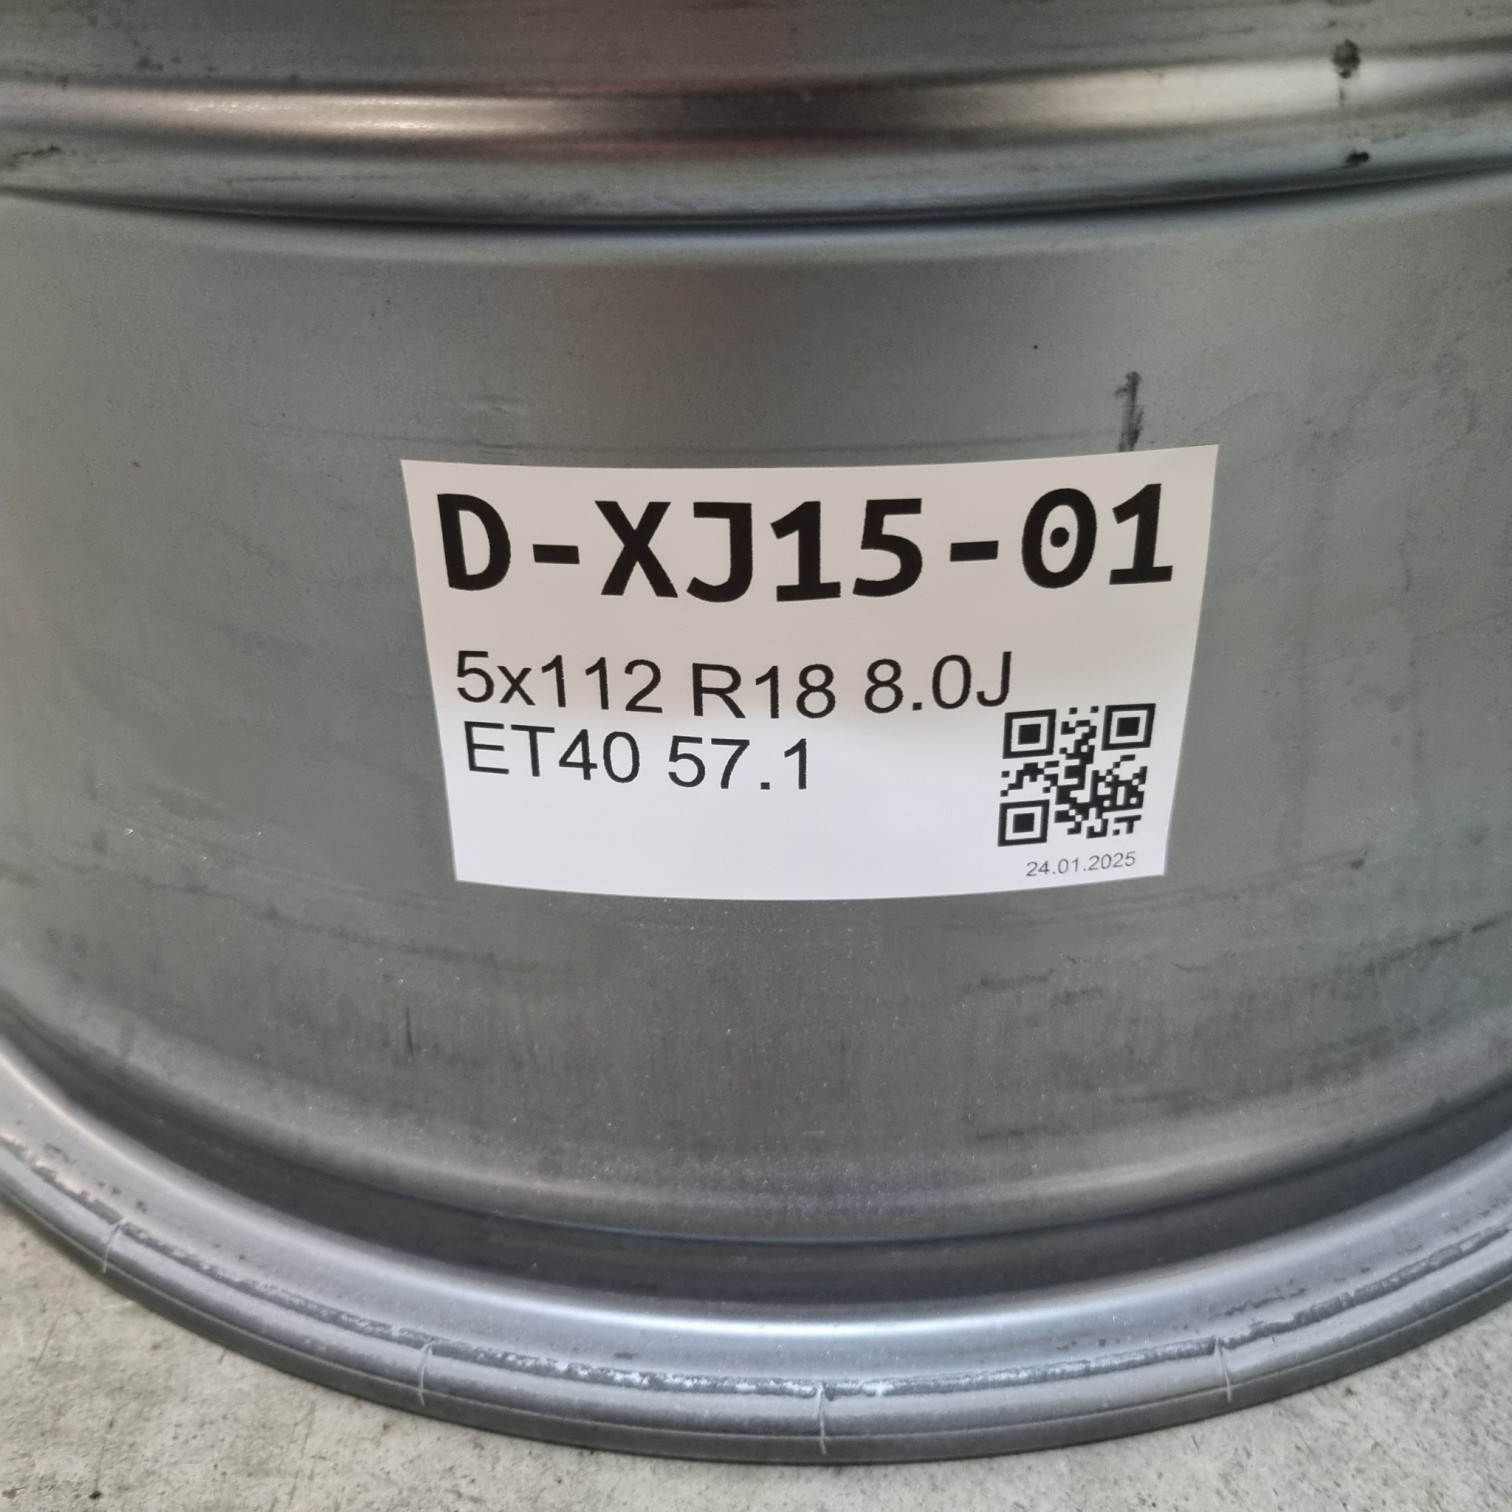 D-XJ15-01
5x112 R18 8.0J
ET40 57.1
24.01.2025